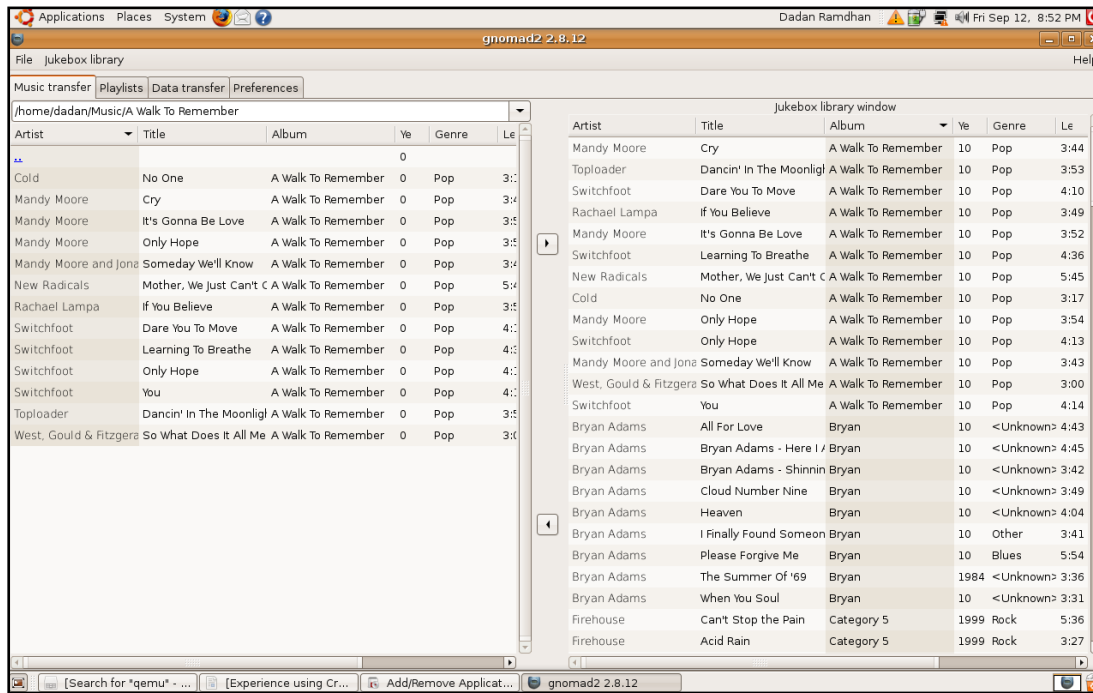 Applications Places System Dadan Ramdhan Fri Sep 12, 8:52 PM
gnomad2 2.8.12
File Jukebox library Help
Music transfer Playlists Data transfer Preferences
/home/dadan/Music/A Walk To Remember
Artist Title Album Ye Genre Le
.. 0
Cold No One A Walk To Remember 0 Pop
Mandy Moore Cry A Walk To Remember 0 Pop
Mandy Moore It's Gonna Be Love A Walk To Remember 0 Pop
Mandy Moore Only Hope A Walk To Remember 0 Pop
Mandy Moore and Jona Someday We'll Know A Walk To Remember 0 Pop
New Radicals Mother, We Just Can't A Walk To Remember 0 Pop
Rachael Lampa If You Believe A Walk To Remember 0 Pop
Switchfoot Dare You To Move A Walk To Remember 0 Pop
Switchfoot Learning To Breathe A Walk To Remember 0 Pop
Switchfoot Only Hope A Walk To Remember 0 Pop
Switchfoot You A Walk To Remember 0 Pop
Toploader Dancin' In The Moonligh A Walk To Remember 0 Pop
West, Gould & Fitzgera So What Does It All Me A Walk To Remember 0 Pop
Jukebox library window
Artist Title Album Ye Genre Le
Mandy Moore Cry A Walk To Remember 10 Pop 3:44
Toploader Dancin' In The Moonligh A Walk To Remember 10 Pop 3:53
Switchfoot Dare You To Move A Walk To Remember 10 Pop 4:10
Rachael Lampa If You Believe A Walk To Remember 10 Pop 3:49
Mandy Moore It's Gonna Be Love A Walk To Remember 10 Pop 3:52
Switchfoot Learning To Breathe A Walk To Remember 10 Pop 4:36
New Radicals Mother, We Just Can't A Walk To Remember 10 Pop 5:45
Cold No One A Walk To Remember 10 Pop 3:17
Mandy Moore Only Hope A Walk To Remember 10 Pop 3:54
Switchfoot Only Hope A Walk To Remember 10 Pop 4:13
Mandy Moore and Jona Someday We'll Know A Walk To Remember 10 Pop 3:43
West, Gould & Fitzgera So What Does It All Me A Walk To Remember 10 Pop 3:00
Switchfoot You A Walk To Remember 10 Pop 4:14
Bryan Adams All For Love Bryan 10 <Unknown> 4:43
Bryan Adams Bryan Adams - Here I Bryan 10 <Unknown> 4:45
Bryan Adams Bryan Adams - Shinnin Bryan 10 <Unknown> 3:42
Bryan Adams Cloud Number Nine Bryan 10 <Unknown> 3:49
Bryan Adams Heaven Bryan 10 <Unknown> 4:04
Bryan Adams I Finally Found Someon Bryan 10 Other 3:41
Bryan Adams Please Forgive Me Bryan 10 Blues 5:54
Bryan Adams The Summer Of '69 Bryan 1984 <Unknown> 3:36
Bryan Adams When You Soul Bryan 10 <Unknown> 3:31
Firehouse Can't Stop the Pain Category 5 1999 Rock 5:36
Firehouse Acid Rain Category 5 1999 Rock 3:27
[Search for "qemu" - ... [Experience using Cr... Add/Remove Applicat... gnomad2 2.8.12